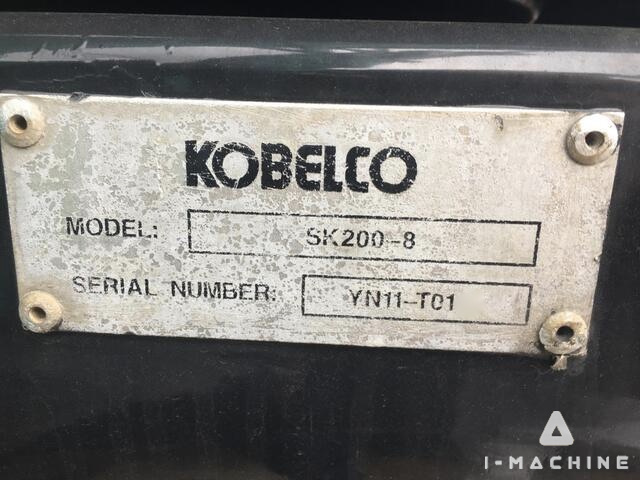 KOBELCO
MODEL: SK200-8
SERIAL NUMBER: YN11-T01
I-MACHINE